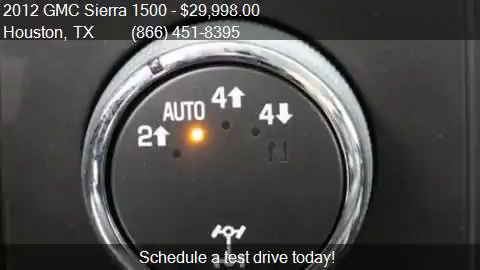 2012 GMC Sierra 1500 - $29,998.00
Houston, TX (866) 451-8395
AUTO 4↑ 4↓
2↑
N
Schedule a test drive today!